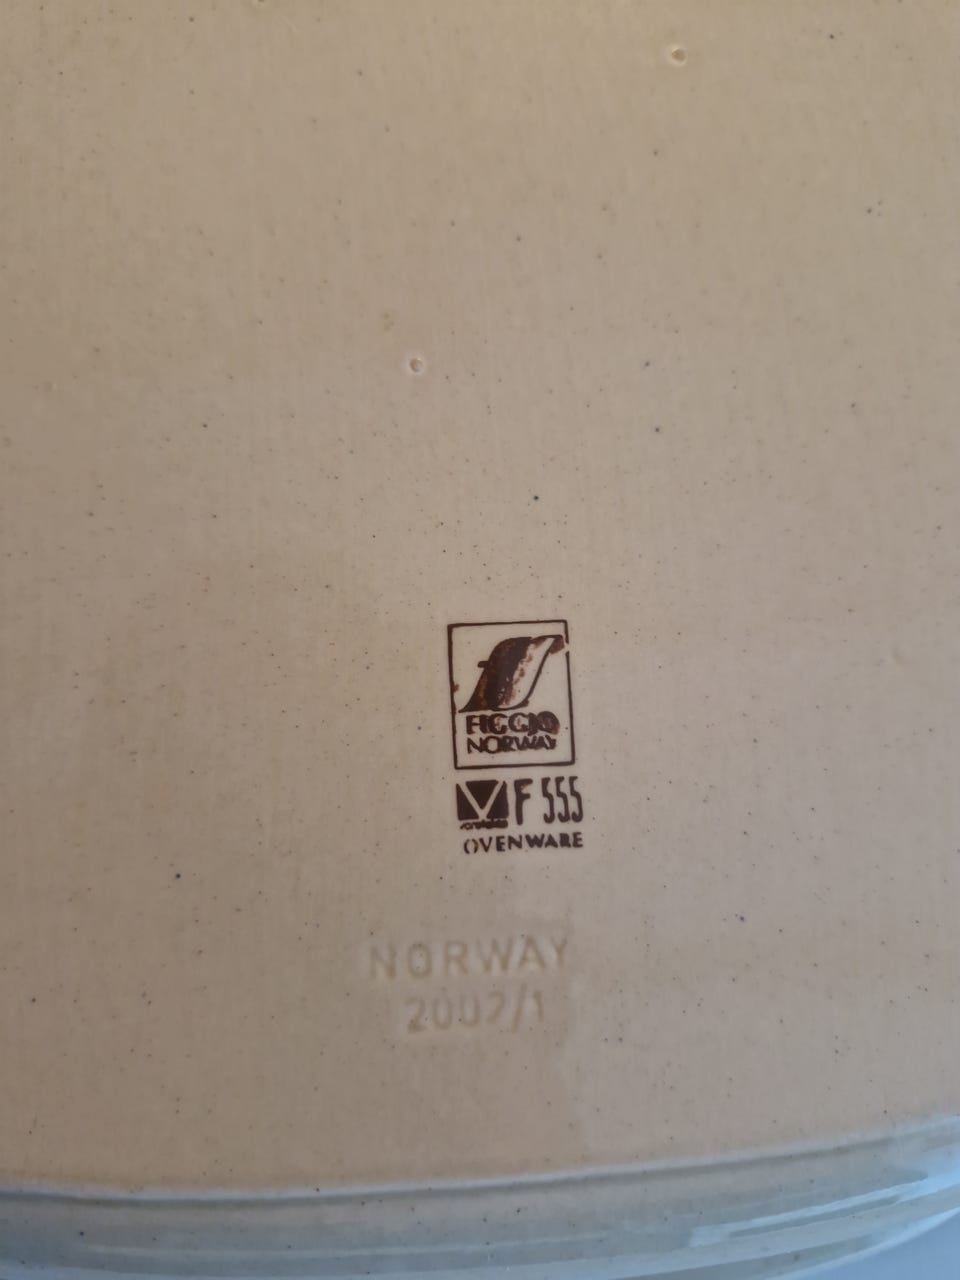 FIGGJO
NORWAY
F 555
OVENWARE
NORWAY
2002/1